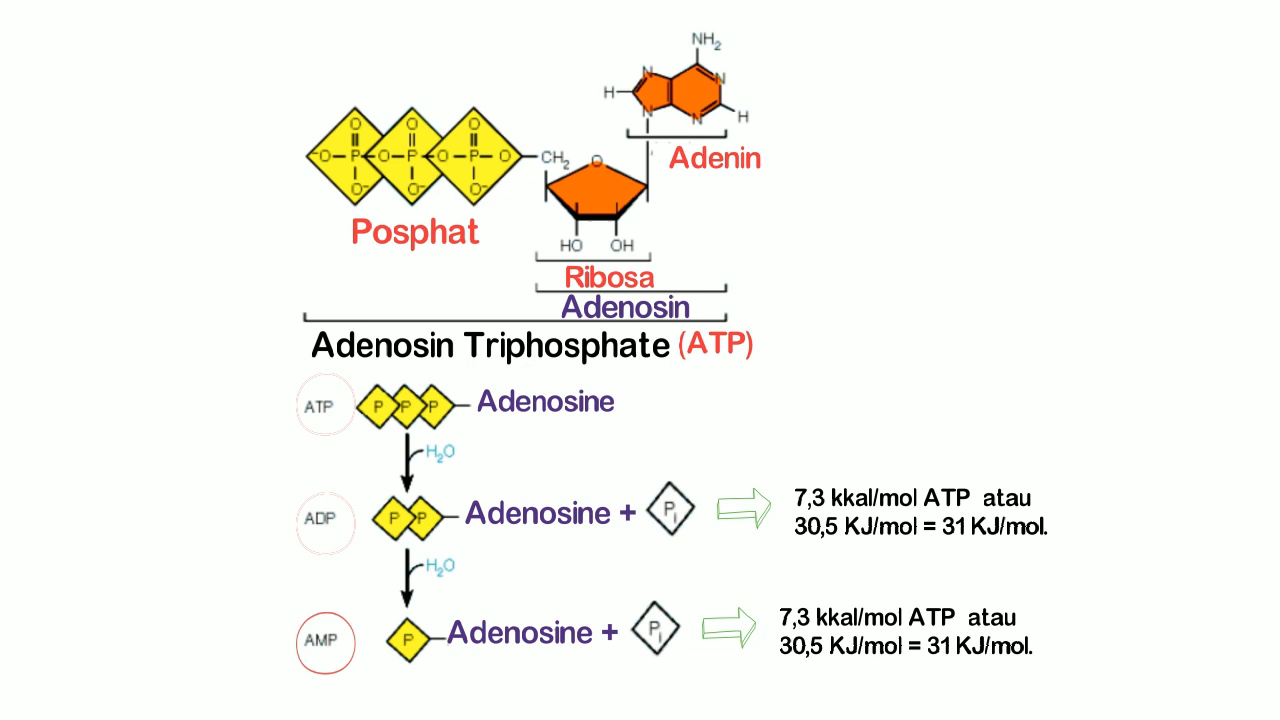 NH2
N
N
H
N
N
H
O O O
-O P O P O P O CH2 O
O- O- O-
Adenin
Posphat
HO OH
Ribosa
Adenosin
Adenosin Triphosphate (ATP)
ATP P P P Adenosine
H2O
ADP P P Adenosine + Pi 7,3 kkal/mol ATP atau
30,5 KJ/mol = 31 KJ/mol.
H2O
AMP P Adenosine + Pi 7,3 kkal/mol ATP atau
30,5 KJ/mol = 31 KJ/mol.